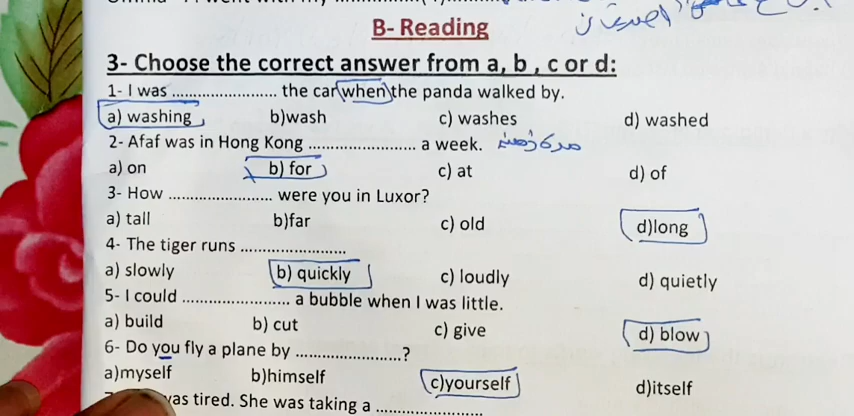 B- Reading
3- Choose the correct answer from a, b , c or d:
1- I was ........................ the car when the panda walked by.
a) washing b)wash c) washes d) washed
2- Afaf was in Hong Kong ........................ a week.
a) on b) for c) at d) of
3- How ........................ were you in Luxor?
a) tall b)far c) old d)long
4- The tiger runs ........................
a) slowly b) quickly c) loudly d) quietly
5- I could ........................ a bubble when I was little.
a) build b) cut c) give d) blow
6- Do you fly a plane by ........................?
a)myself b)himself c)yourself d)itself
was tired. She was taking a ........................